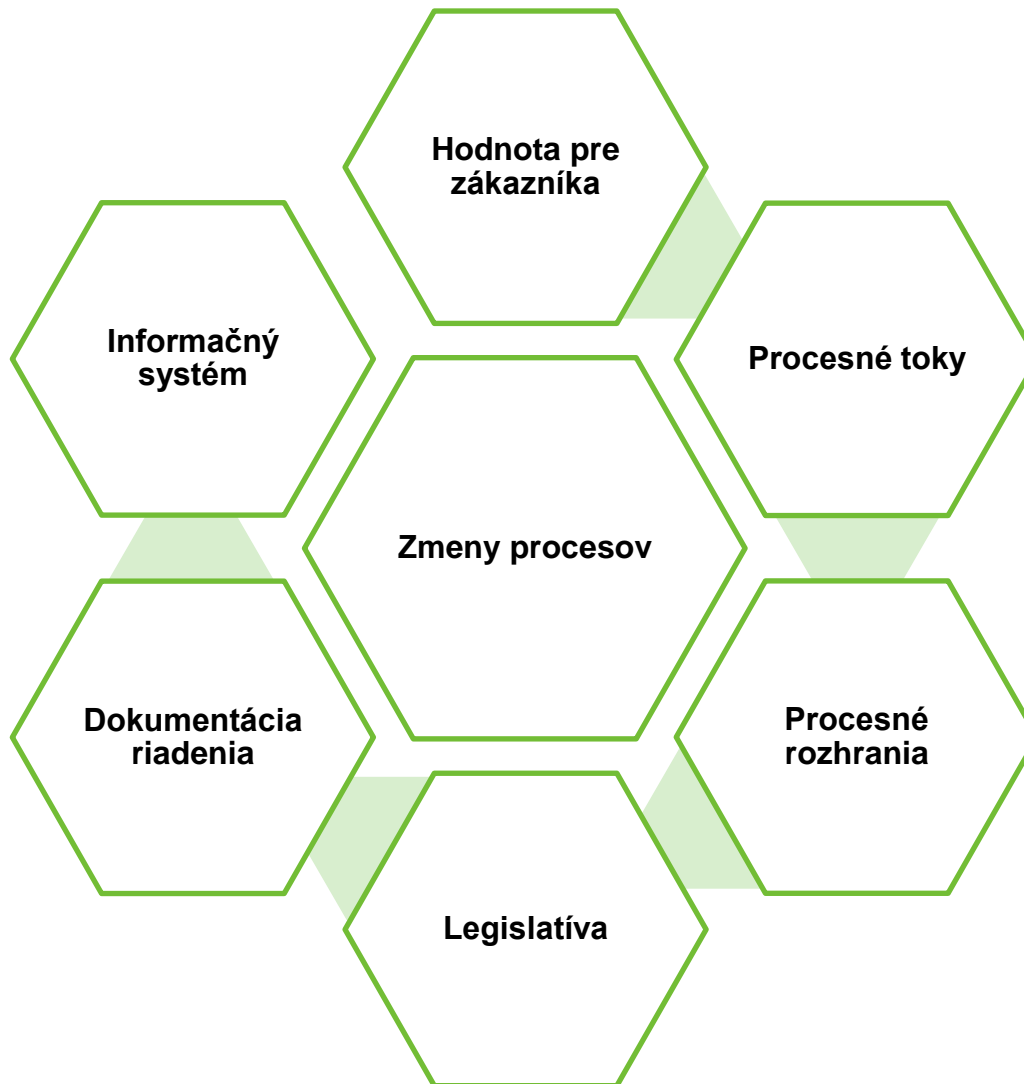 Hodnota pre
zákazníka
Procesné toky
Procesné
rozhrania
Legislatíva
Dokumentácia
riadenia
Informačný
systém
Zmeny procesov